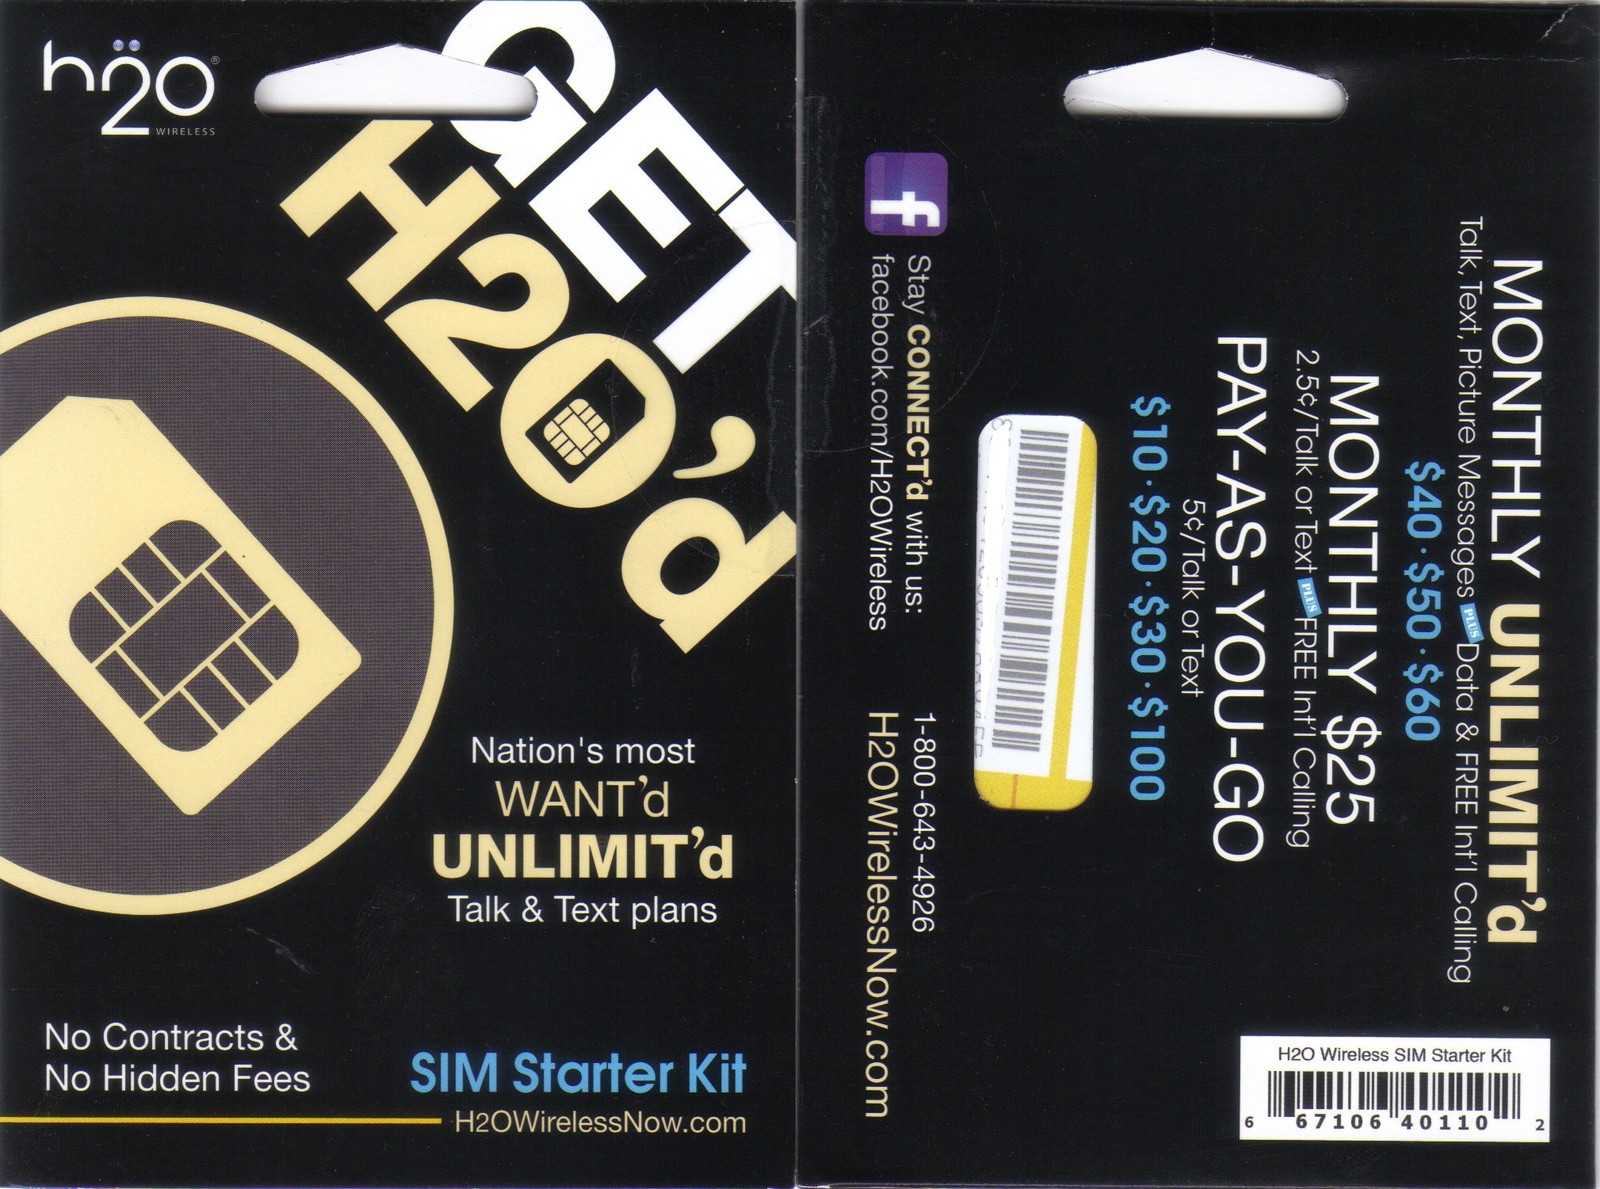 h2O®
WIRELESS
GET
H2O'd
Nation's most
WANT'd
UNLIMIT'd
Talk & Text plans
No Contracts &
No Hidden Fees
SIM Starter Kit
H2OWirelessNow.com
MONTHLY UNLIMIT'd
Talk, Text, Picture Messages PLUS Data & FREE Int'l Calling
$40·$50·$60
MONTHLY $25
2.5¢/Talk or Text PLUS FREE Int'l Calling
PAY-AS-YOU-GO
5¢/Talk or Text
$10·$20·$30·$100
f
Stay CONNECT'd with us:
facebook.com/H2OWireless
1-800-643-4926
H2OWirelessNow.com
H2O Wireless SIM Starter Kit
6 67106 40110 2